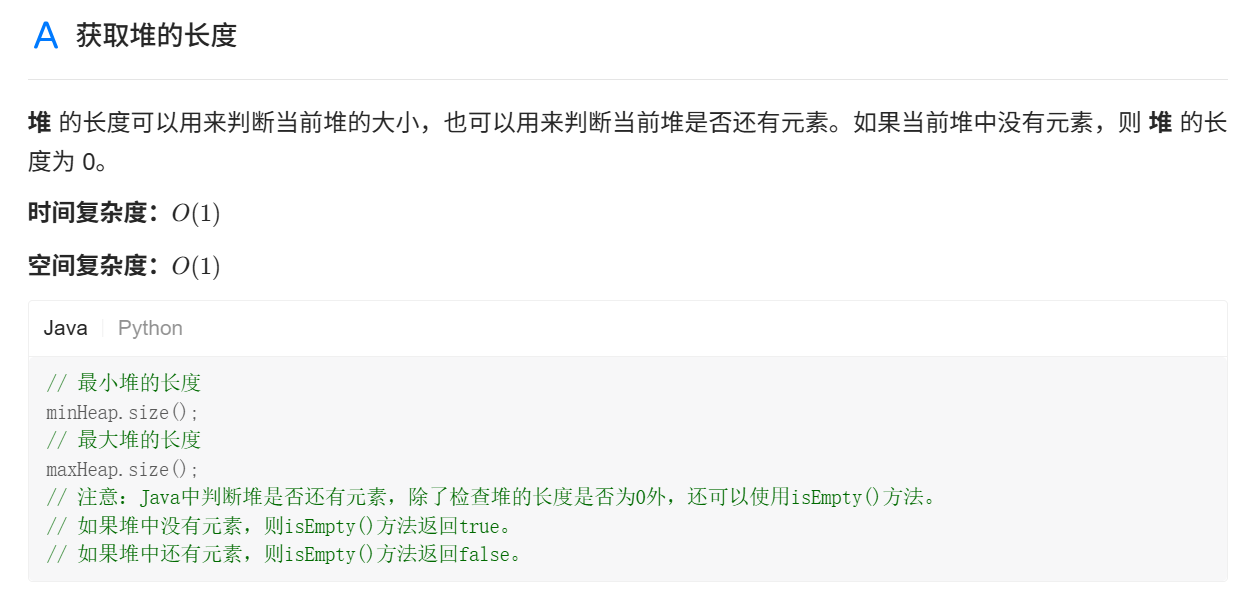 获取堆的长度
堆 的长度可以用来判断当前堆的大小，也可以用来判断当前堆是否还有元素。如果当前堆中没有元素，则 堆 的长
度为 0。
时间复杂度：O(1)
空间复杂度：O(1)
Java Python
// 最小堆的长度
minHeap.size();
// 最大堆的长度
maxHeap.size();
// 注意：Java中判断堆是否还有元素，除了检查堆的长度是否为0外，还可以使用isEmpty()方法。
// 如果堆中没有元素，则isEmpty()方法返回true。
// 如果堆中还有元素，则isEmpty()方法返回false。